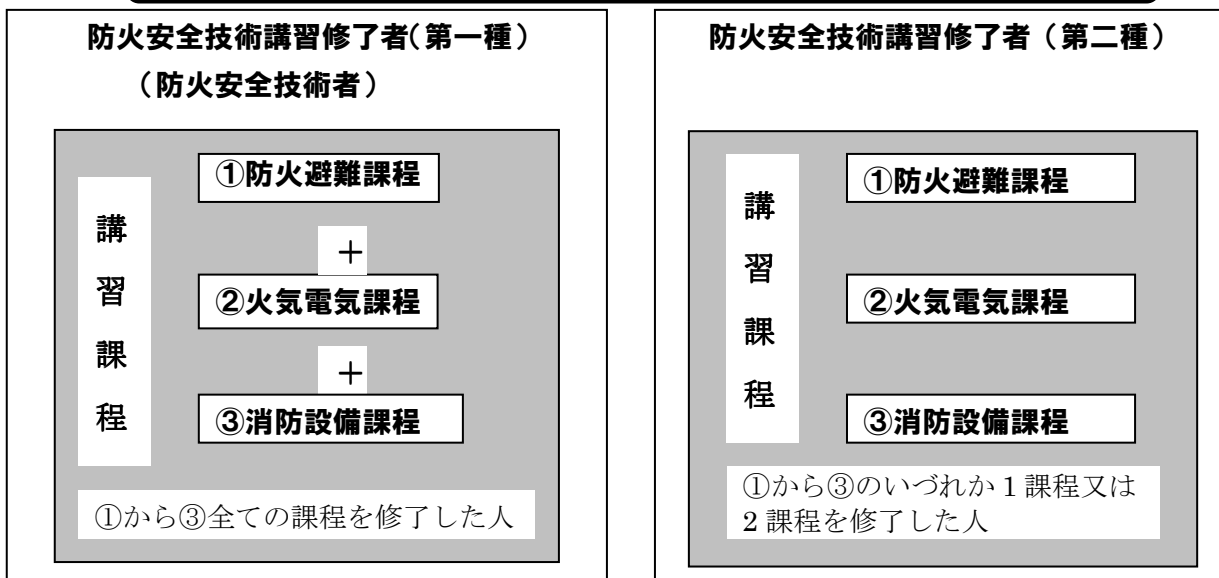 防火安全技術講習修了者（第一種）
（防火安全技術者）
講習課程
①防火避難課程
＋
②火気電気課程
＋
③消防設備課程
①から③全ての課程を修了した人
防火安全技術講習修了者（第二種）
講習課程
①防火避難課程
②火気電気課程
③消防設備課程
①から③のいづれか 1 課程又は
2 課程を修了した人